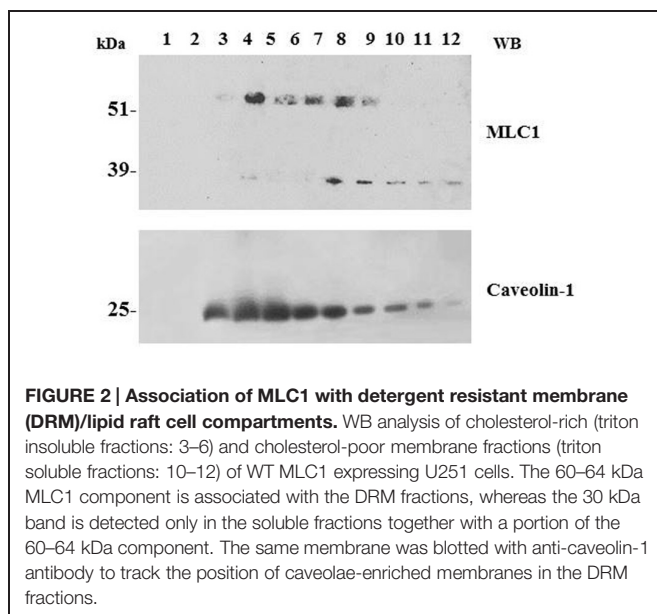 kDa 1 2 3 4 5 6 7 8 9 10 11 12 WB
51-
MLC1
39-
Caveolin-1
25-
FIGURE 2 | Association of MLC1 with detergent resistant membrane
(DRM)/lipid raft cell compartments. WB analysis of cholesterol-rich (triton
insoluble fractions: 3–6) and cholesterol-poor membrane fractions (triton
soluble fractions: 10–12) of WT MLC1 expressing U251 cells. The 60–64 kDa
MLC1 component is associated with the DRM fractions, whereas the 30 kDa
band is detected only in the soluble fractions together with a portion of the
60–64 kDa component. The same membrane was blotted with anti-caveolin-1
antibody to track the position of caveolae-enriched membranes in the DRM
fractions.